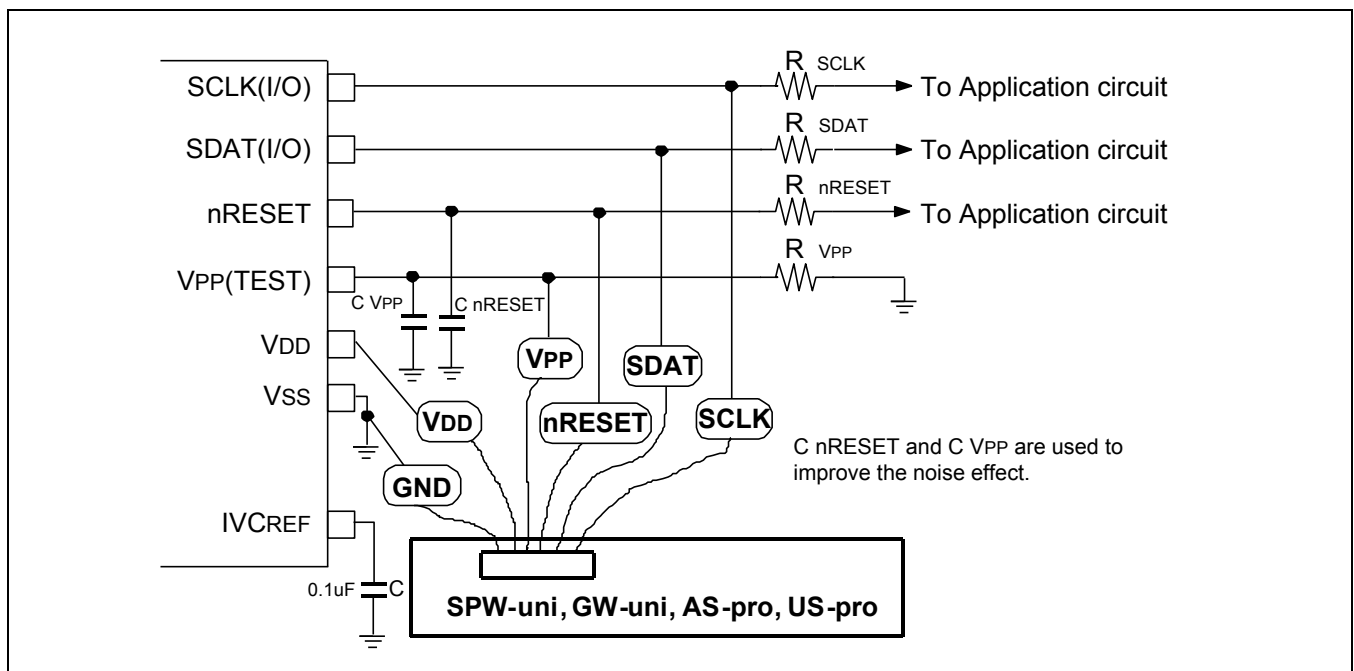 SCLK(I/O)
R SCLK
To Application circuit
SDAT(I/O)
R SDAT
To Application circuit
nRESET
R nRESET
To Application circuit
VPP(TEST)
R VPP
C VPP
C nRESET
VDD
VPP
SDAT
VSS
VDD
nRESET
SCLK
C nRESET and C VPP are used to
improve the noise effect.
GND
IVCREF
0.1uF C
SPW-uni, GW-uni, AS-pro, US-pro